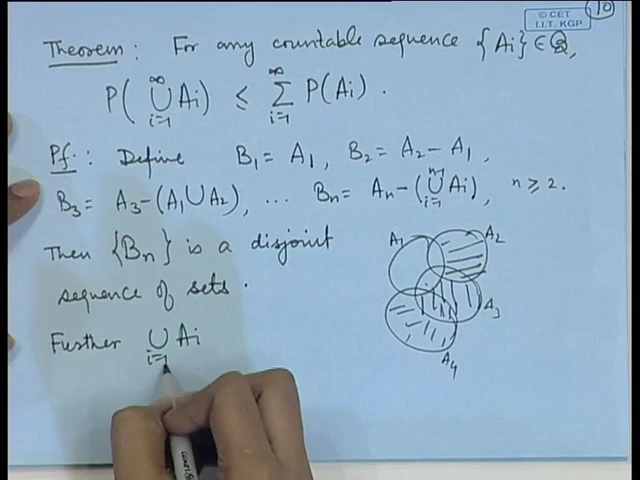 10
© CET
I.I.T. KGP
Theorem : For any countable sequence {Ai} ∈ Q,
P( ∞∪i=1 Ai) ≤ ∞Σi=1 P(Ai) .
Pf. : Define B1 = A1 , B2 = A2 - A1 ,
B3 = A3 - (A1 ∪ A2) , ... Bn = An - ( n-1∪i=1 Ai) , n ≥ 2.
Then {Bn} is a disjoint
sequence of sets .
A1 A2
A3
A4
Further ∪i=1 Ai